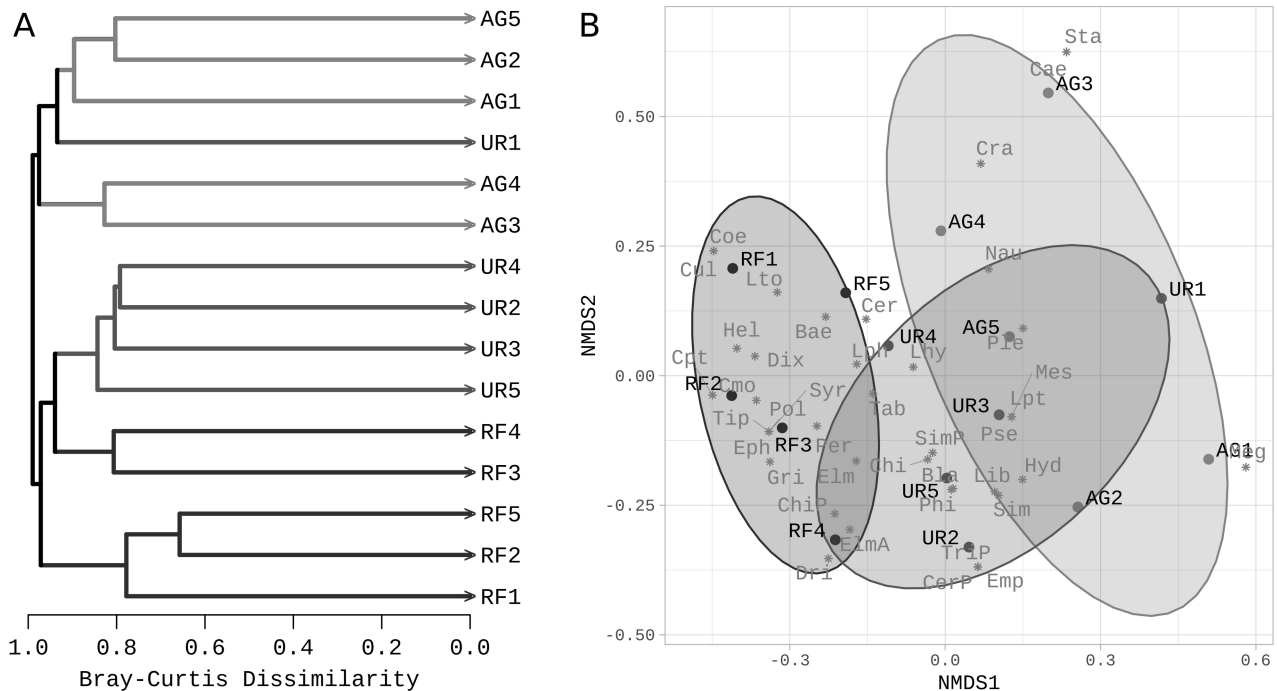 A
AG5
AG2
AG1
UR1
AG4
AG3
UR4
UR2
UR3
UR5
RF4
RF3
RF5
RF2
RF1
1.0 0.8 0.6 0.4 0.2 0.0
Bray-Curtis Dissimilarity
B
NMDS2
0.50
0.25
0.00
-0.25
-0.50
Sta
Cae
AG3
Cra
AG4
Coe
Nau
RF1
Cul
Lto
RF5
UR1
Cer
Hel
Bae
AG5
UR4
Ple
Cpt
Dix
Lph
Lhy
Mes
RF2
Cmo
Syr
Lpt
Tip
Pol
Tab
UR3
Eph
RF3
Per
SimP
Pse
AG1
Meg
Gri
Elm
Chi
Bla
Lib
Hyd
ChiP
UR5
Phi
Sim
AG2
RF4
ElmA
UR2
TriP
Dri
CorP
Emp
-0.3 0.0 0.3 0.6
NMDS1